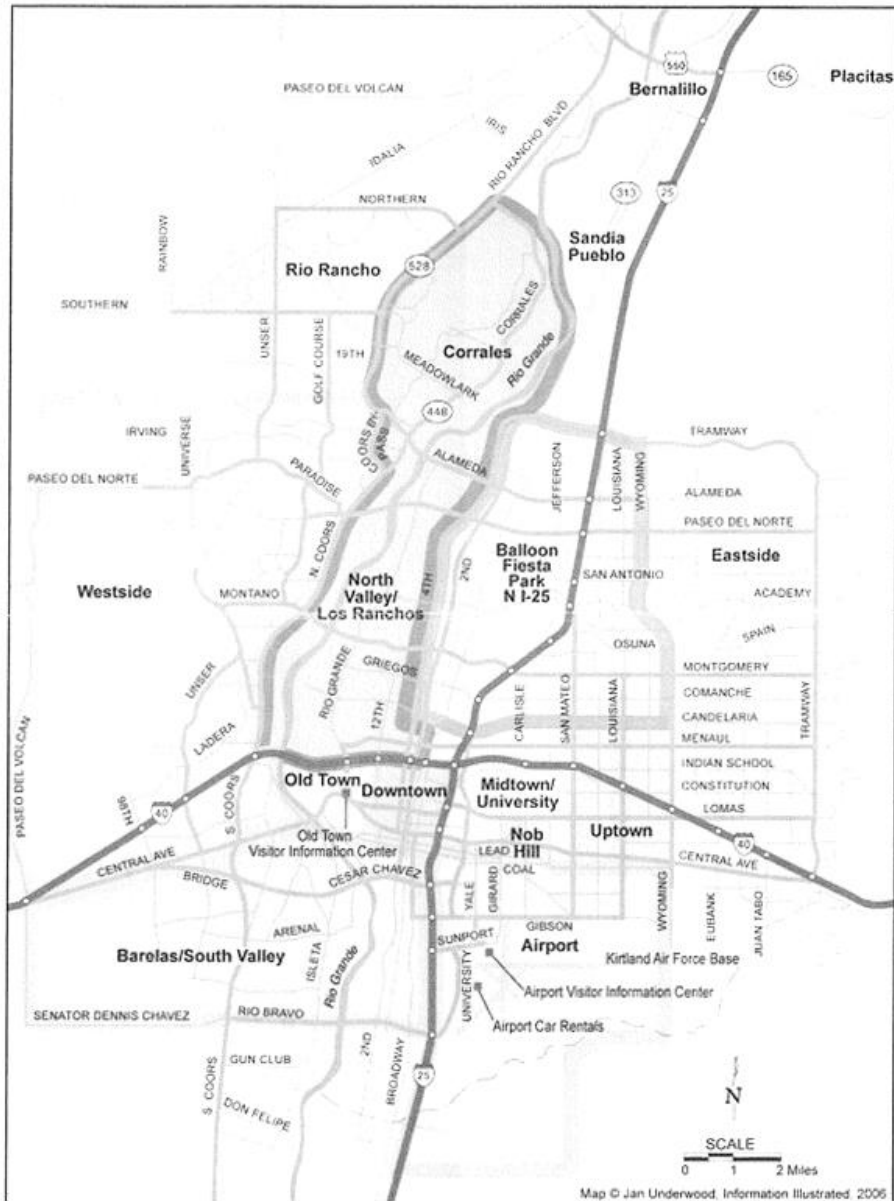 550
165
Placitas
Bernalillo
PASEO DEL VOLCAN
IRIS
IDALIA
RIO RANCHO BLVD
NORTHERN
313
25
RAINBOW
Sandia
Pueblo
Rio Rancho
528
SOUTHERN
UNSER
GOLF COURSE
19TH
CORRALES
Corrales
MEADOWLARK
Rio Grande
448
COORS BY-
PASS
IRVING
UNIVERSE
TRAMWAY
ALAMEDA
JEFFERSON
LOUISIANA
WYOMING
PASEO DEL NORTE
PARADISE
ALAMEDA
PASEO DEL NORTE
N. COORS
Balloon
Fiesta
Park
N I-25
Eastside
Westside
North
Valley/
Los Ranchos
4TH
2ND
SAN ANTONIO
MONTANO
ACADEMY
SPAIN
OSUNA
GRIEGOS
RIO GRANDE
UNSER
MONTGOMERY
CARLISLE
SAN MATEO
LOUISIANA
COMANCHE
12TH
CANDELARIA
TRAMWAY
LADERA
MENAUL
PASEO DEL VOLCAN
INDIAN SCHOOL
Old Town
Downtown
Midtown/
University
CONSTITUTION
98TH
40
S COORS
LOMAS
Old Town
Visitor Information Center
Nob
Hill
Uptown
40
LEAD
COAL
CENTRAL AVE
CENTRAL AVE
BRIDGE
CESAR CHAVEZ
YALE
GIRARD
WYOMING
EUBANK
JUAN TABO
ARENAL
GIBSON
SUNPORT
Airport
Barelas/South Valley
ISLETA
Rio Grande
Kirtland Air Force Base
UNIVERSITY
Airport Visitor Information Center
Airport Car Rentals
SENATOR DENNIS CHAVEZ
RIO BRAVO
2ND
BROADWAY
GUN CLUB
S COORS
25
DON FELIPE
N
SCALE
0 1 2 Miles
Map © Jan Underwood, Information Illustrated, 2006